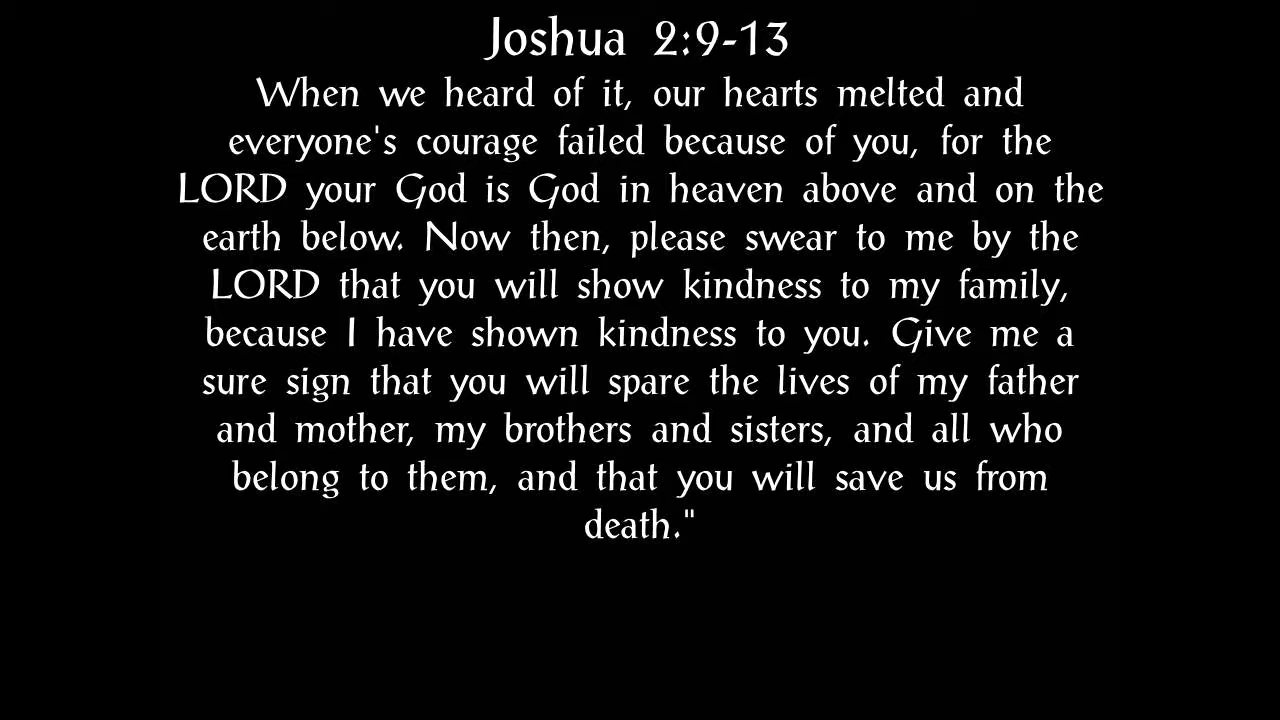 Joshua 2:9-13
When we heard of it, our hearts melted and
everyone's courage failed because of you, for the
LORD your God is God in heaven above and on the
earth below. Now then, please swear to me by the
LORD that you will show kindness to my family,
because I have shown kindness to you. Give me a
sure sign that you will spare the lives of my father
and mother, my brothers and sisters, and all who
belong to them, and that you will save us from
death."